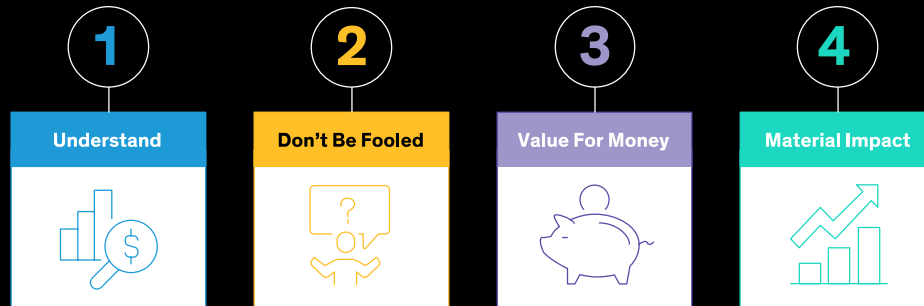 1
2
3
4
Understand
Don't Be Fooled
Value For Money
Material Impact
$
?